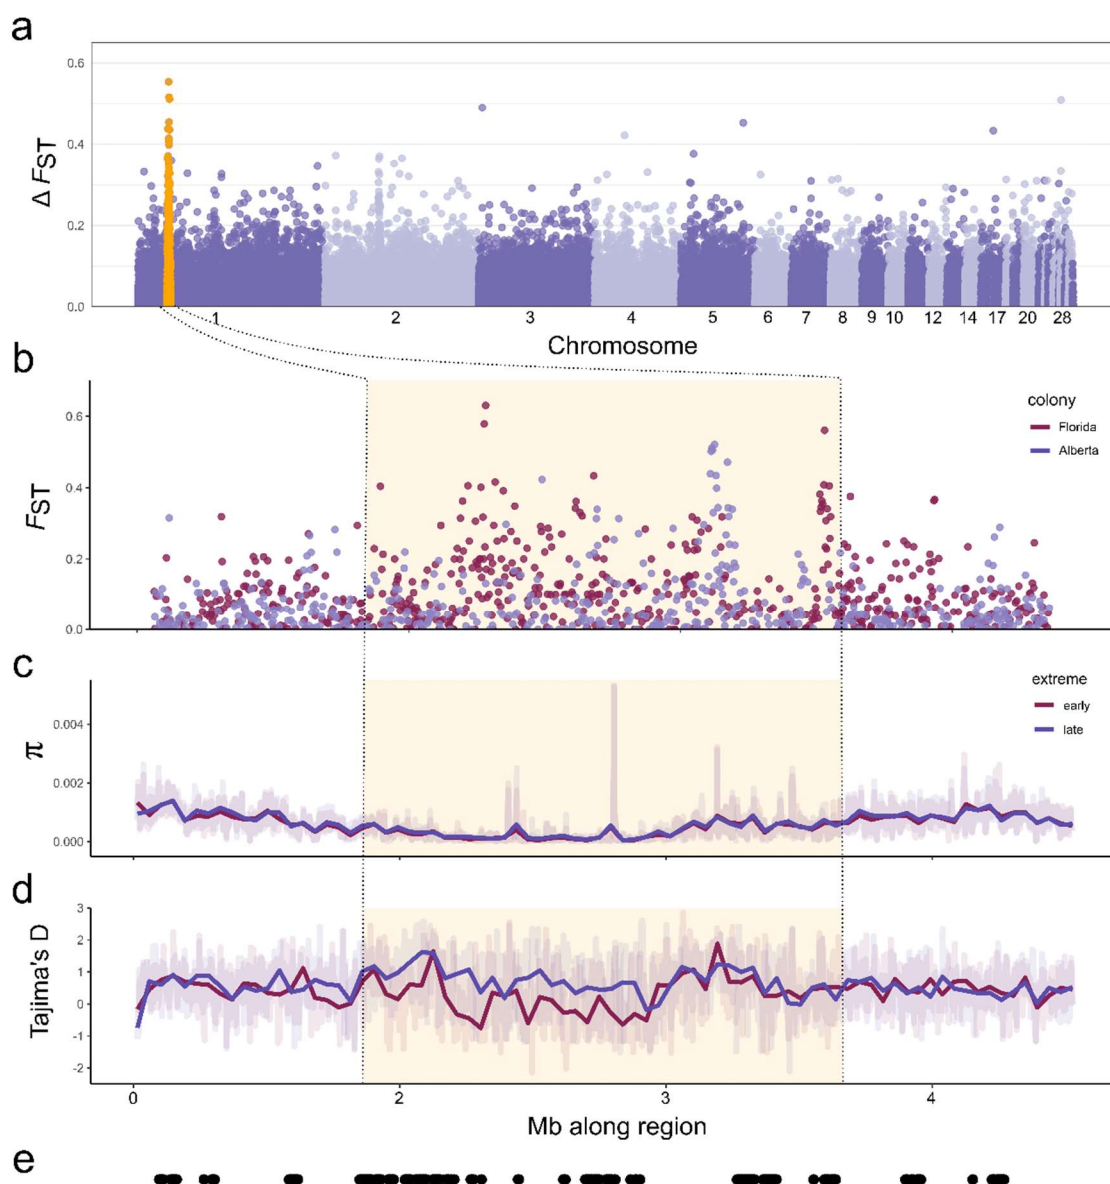 a
0.6
0.4
0.2
0.0
Δ FST
1 2 3 4 5 6 7 8 9 10 12 14 17 20 28
Chromosome
b
0.6
0.4
0.2
0.0
FST
colony
Florida
Alberta
c
0.004
0.002
0.000
π
extreme
early
late
d
3
2
1
0
-1
-2
Tajima's D
0 2 3 4
Mb along region
e